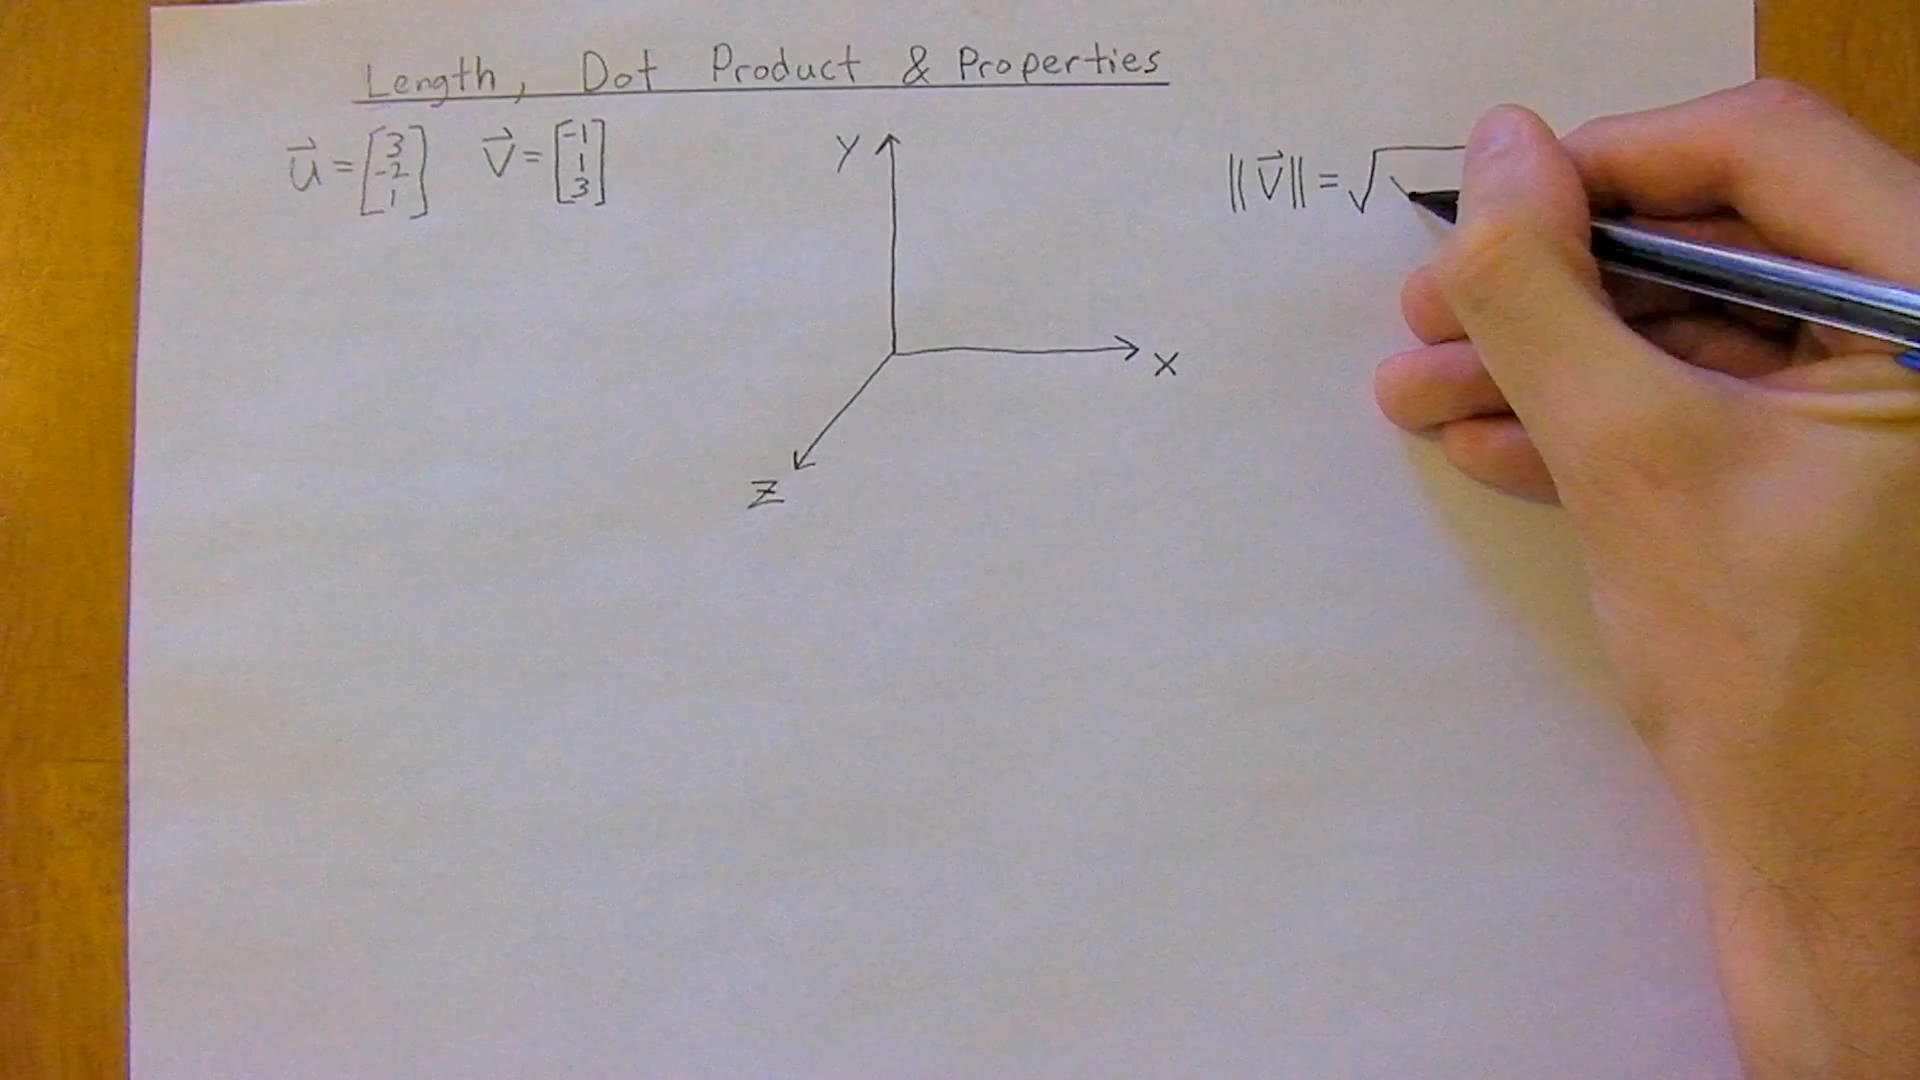 Length, Dot Product & Properties
u⃗ = [3 -2 1] v⃗ = [-1 1 3]
y
||v⃗|| = √
x
z